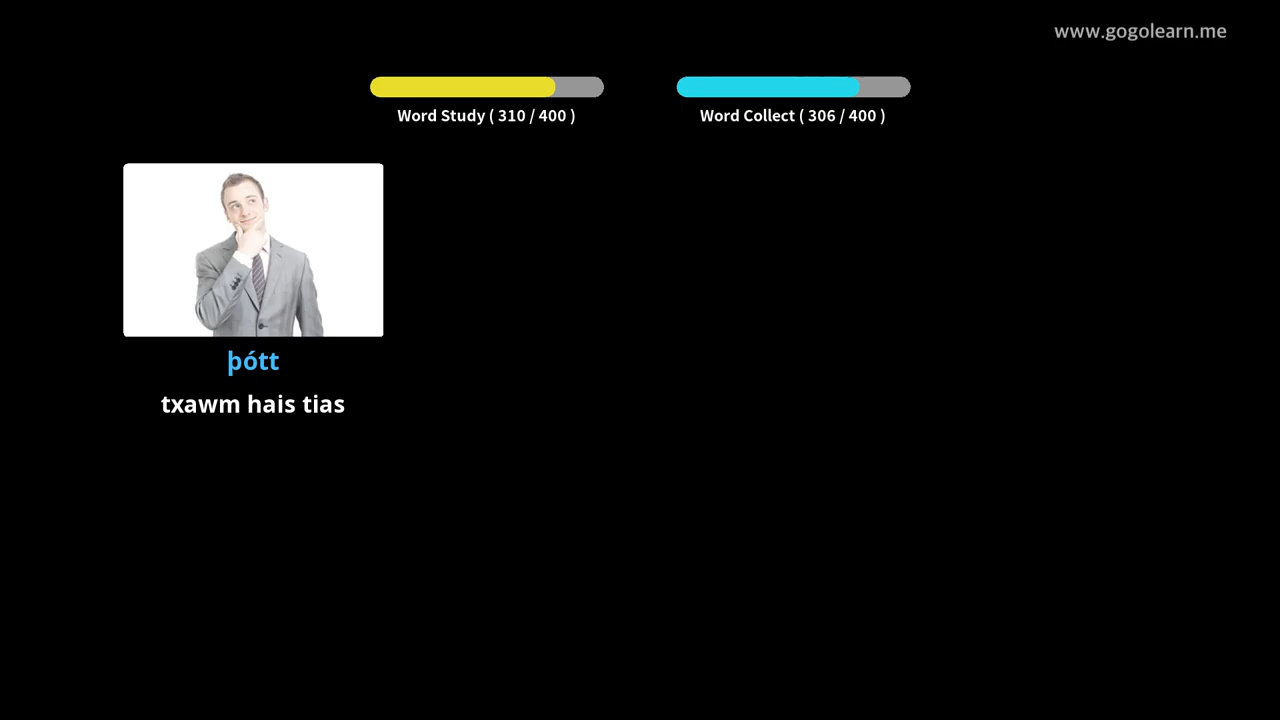 www.gogolearn.me
Word Study ( 310 / 400 )
Word Collect ( 306 / 400 )
þótt
txawm hais tias